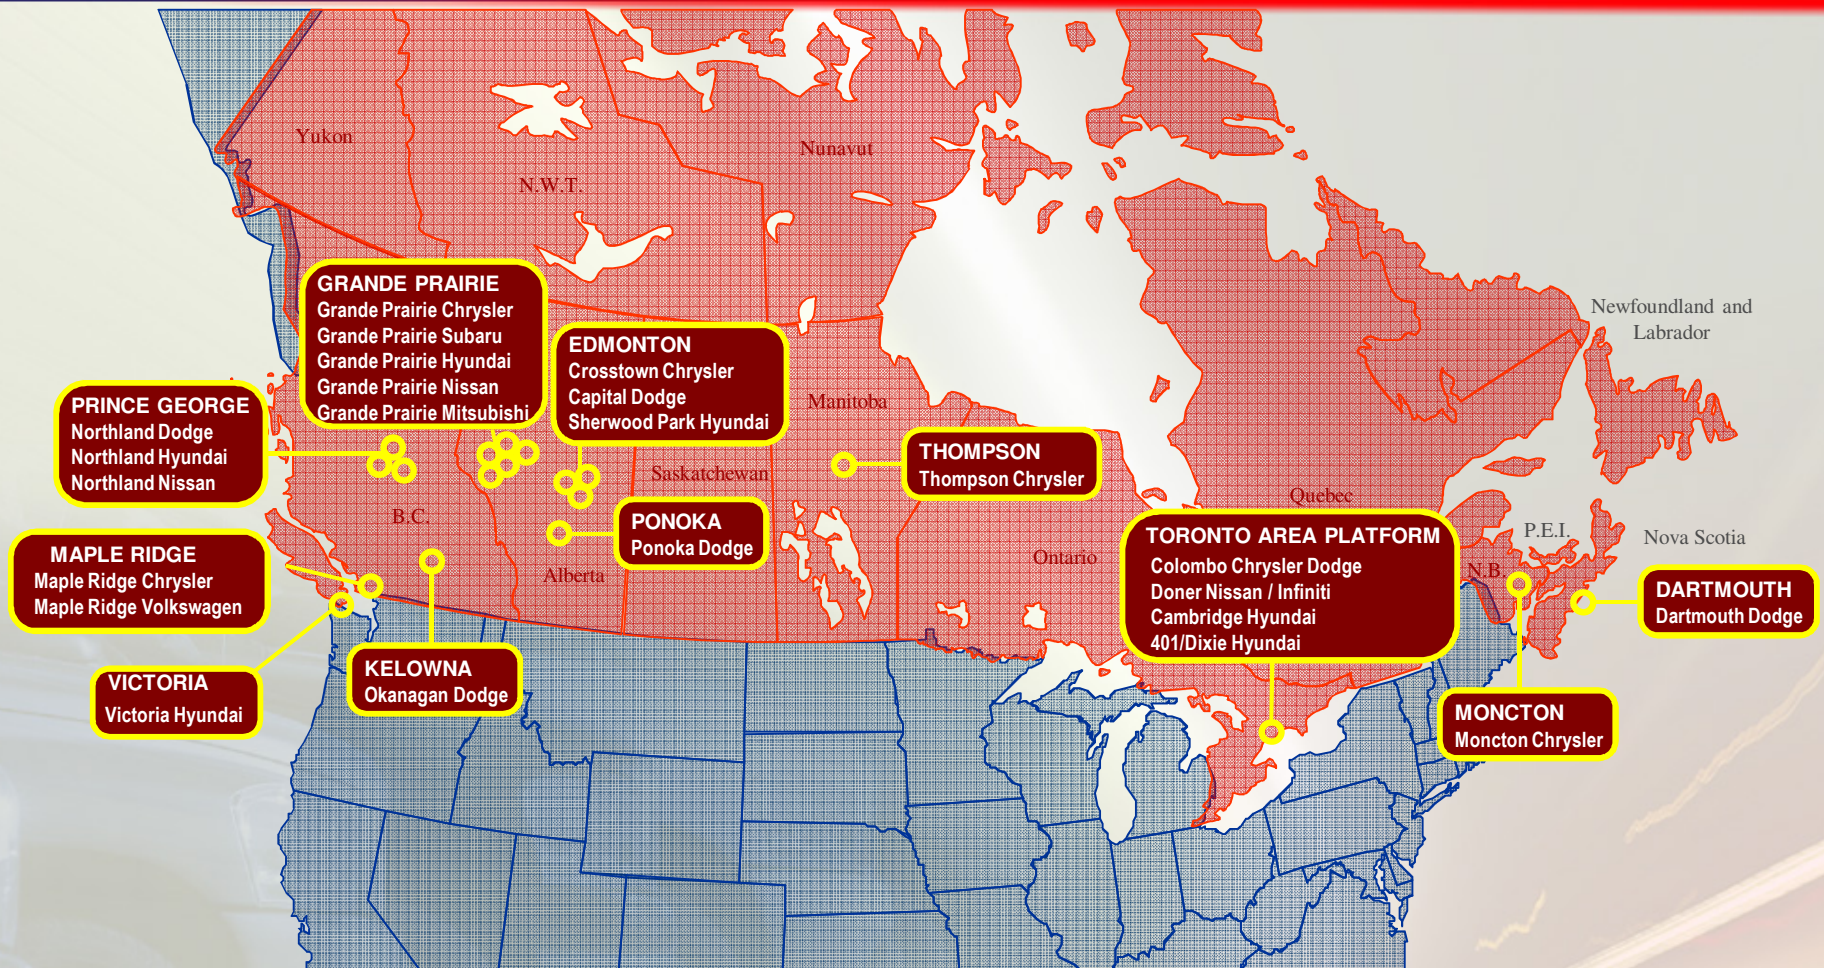 Yukon
N.W.T.
Nunavut
GRANDE PRAIRIE
Grande Prairie Chrysler
Grande Prairie Subaru
Grande Prairie Hyundai
Grande Prairie Nissan
Grande Prairie Mitsubishi
EDMONTON
Crosstown Chrysler
Capital Dodge
Sherwood Park Hyundai
Newfoundland and
Labrador
PRINCE GEORGE
Northland Dodge
Northland Hyundai
Northland Nissan
Manitoba
Saskatchewan
THOMPSON
Thompson Chrysler
Quebec
B.C.
PONOKA
Ponoka Dodge
Alberta
Ontario
TORONTO AREA PLATFORM
Colombo Chrysler Dodge
Doner Nissan / Infiniti
Cambridge Hyundai
401/Dixie Hyundai
P.E.I.
Nova Scotia
N.B.
MAPLE RIDGE
Maple Ridge Chrysler
Maple Ridge Volkswagen
DARTMOUTH
Dartmouth Dodge
VICTORIA
Victoria Hyundai
KELOWNA
Okanagan Dodge
MONCTON
Moncton Chrysler